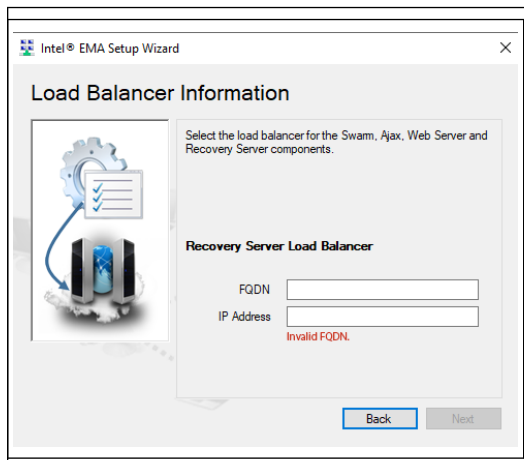 Intel® EMA Setup Wizard
Load Balancer Information
Select the load balancer for the Swarm, Ajax, Web Server and
Recovery Server components.
Recovery Server Load Balancer
FQDN
IP Address
Invalid FQDN.
Back
Next